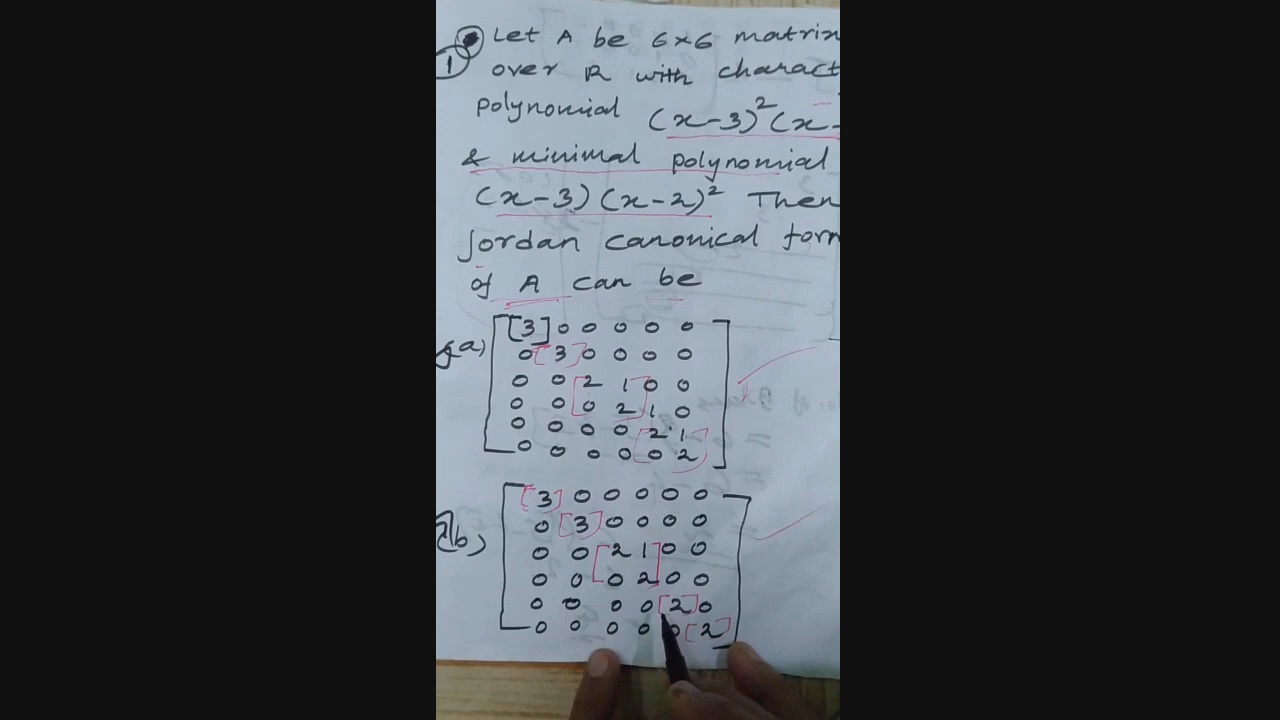 1 Let A be 6×6 matrix
over R with charact
polynomial (x-3)²(x-
& minimal polynomial
(x-3)(x-2)² Then
Jordan canonical form
of A can be
a) [3] 0 0 0 0 0
0 [3] 0 0 0 0
0 0 2 1 0 0
0 0 0 2 1 0
0 0 0 0 2 1
0 0 0 0 0 2
b) [3] 0 0 0 0 0
0 [3] 0 0 0 0
0 0 2 1 0 0
0 0 0 2 0 0
0 0 0 0 [2] 0
0 0 0 0 0 [2]